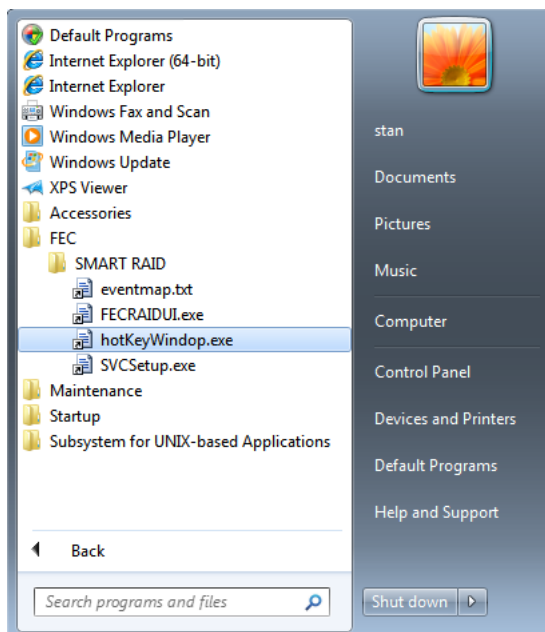 Default Programs
Internet Explorer (64-bit)
Internet Explorer
Windows Fax and Scan
Windows Media Player
Windows Update
XPS Viewer
Accessories
FEC
SMART RAID
eventmap.txt
FECRAIDUI.exe
hotKeyWindop.exe
SVCSetup.exe
Maintenance
Startup
Subsystem for UNIX-based Applications
Back
Search programs and files
stan
Documents
Pictures
Music
Computer
Control Panel
Devices and Printers
Default Programs
Help and Support
Shut down